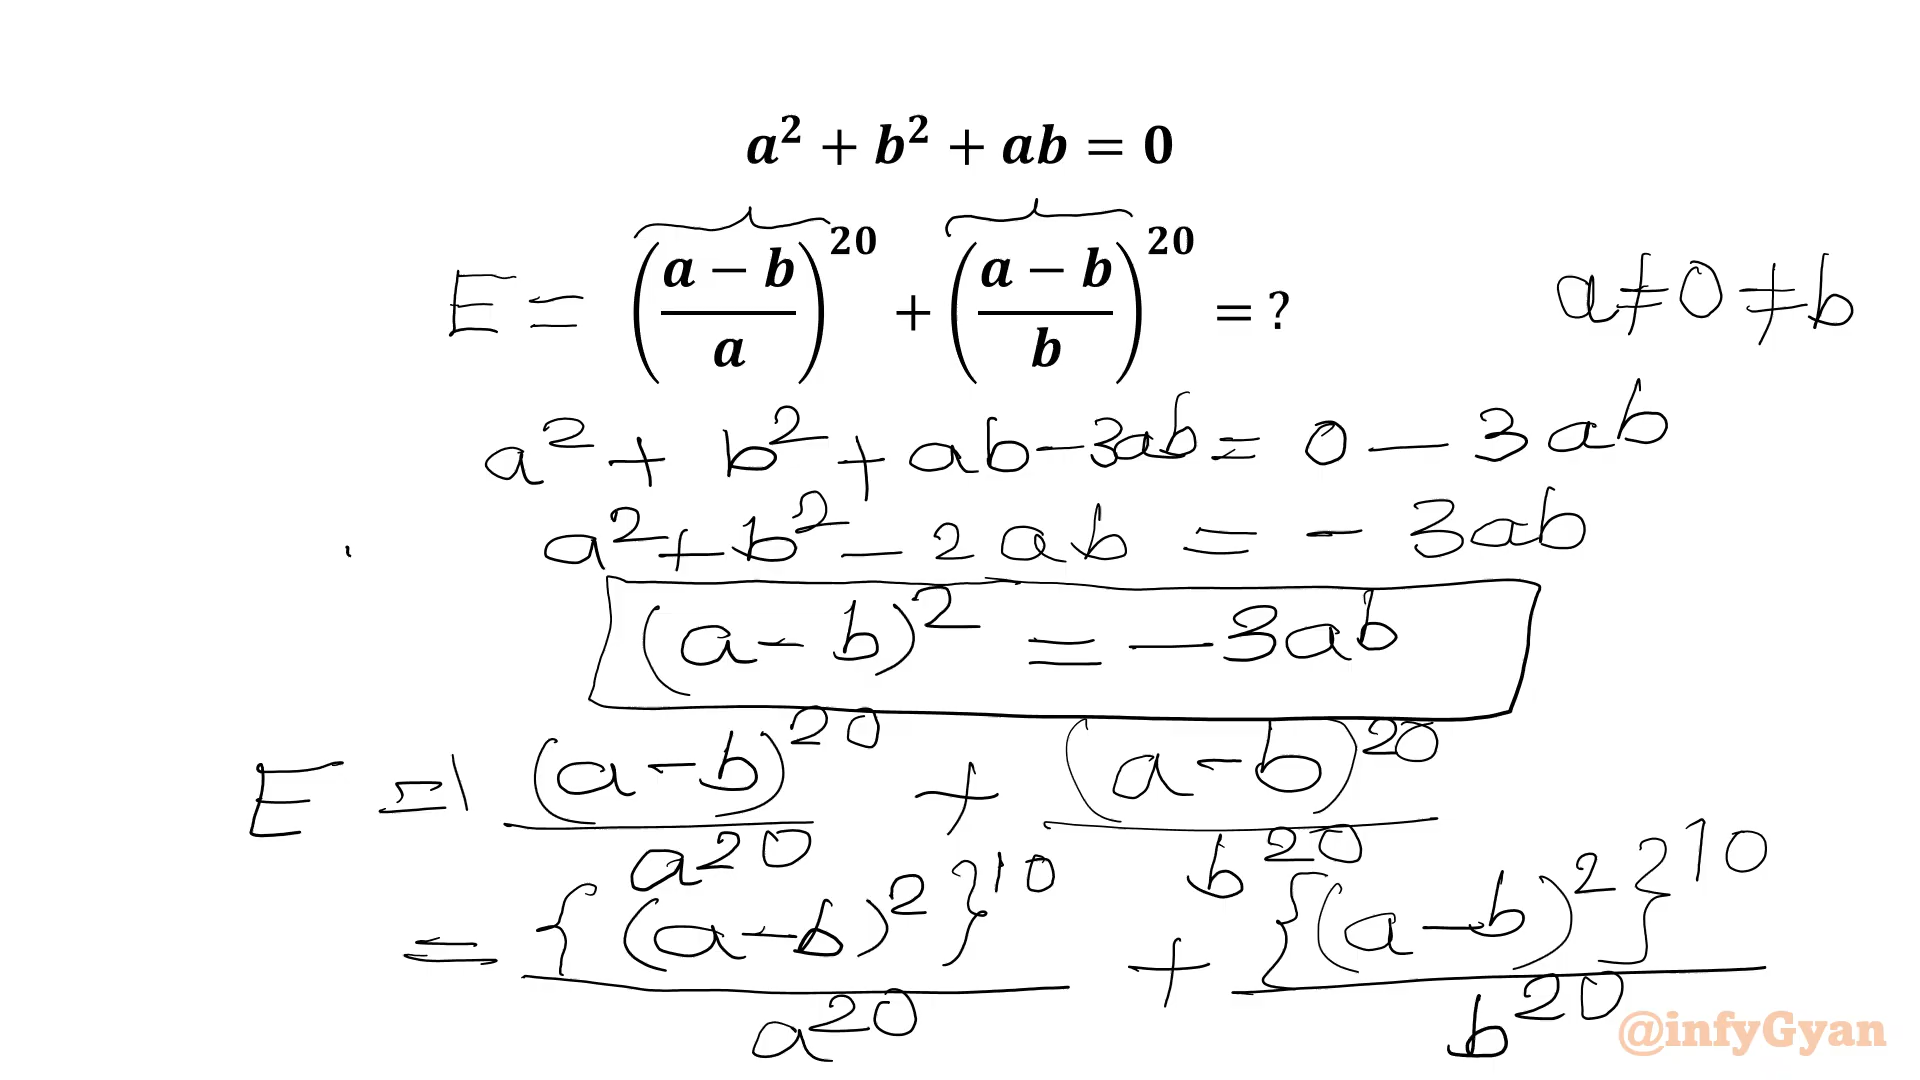 a² + b² + ab = 0
E = ((a − b)/a)²⁰ + ((a − b)/b)²⁰ = ?
a ≠ 0 ≠ b
a² + b² + ab − 3ab = 0 − 3ab
a² + b² − 2ab = − 3ab
(a − b)² = − 3ab
E = (a − b)²⁰/a²⁰ + (a − b)²⁰/b²⁰
= {(a − b)²}¹⁰/a²⁰ + {(a − b)²}¹⁰/b²⁰
@infyGyan